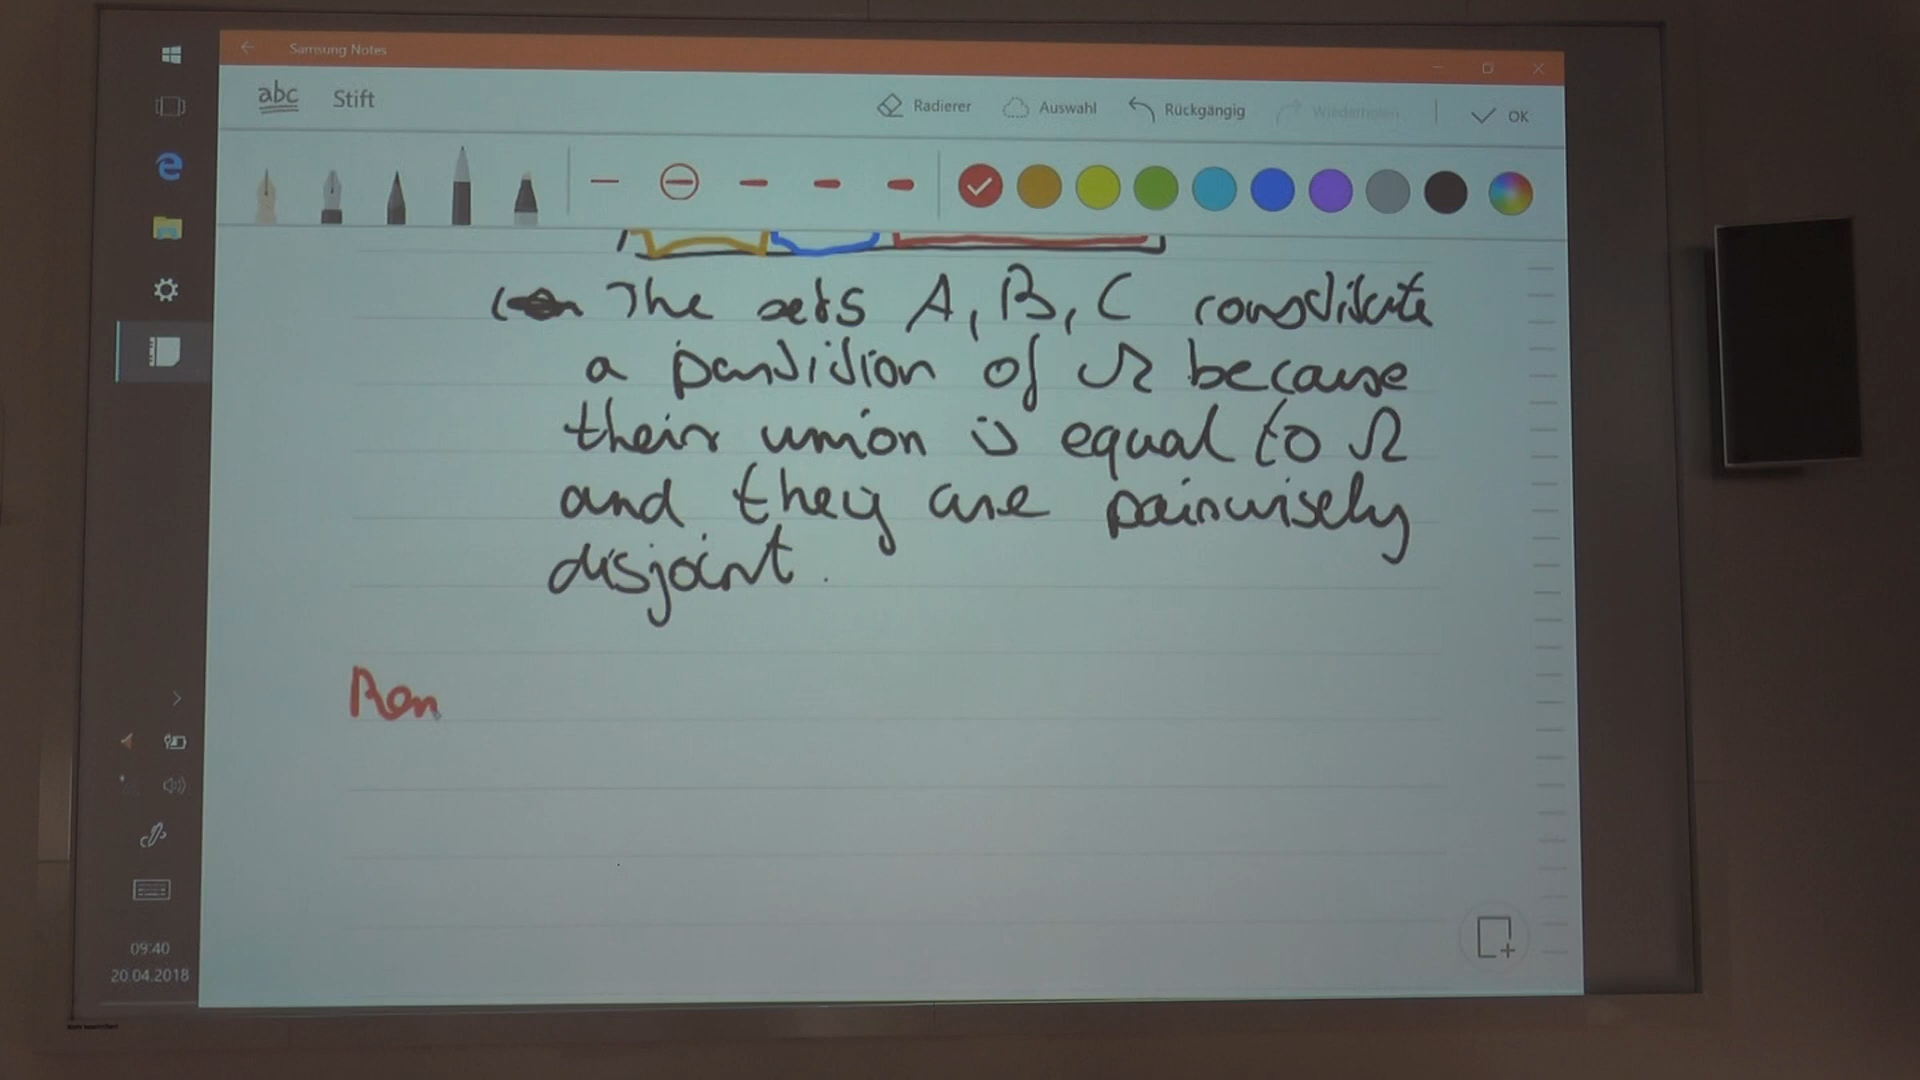 Samsung Notes
abc Stift Radierer Auswahl Rückgängig Wiederholen OK
The sets A, B, C constitute
a partition of Ω because
their union is equal to Ω
and they are pairwisely
disjoint.
Rem
09:40
20.04.2018